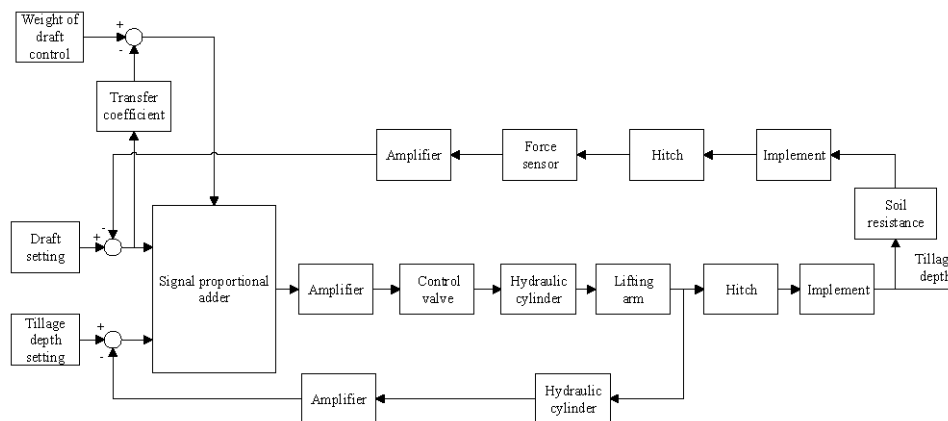 Weight of
draft
control
+
-
Transfer
coefficient
Amplifier
Force
sensor
Hitch
Implement
Soil
resistance
Draft
setting
+
-
Signal proportional
adder
Amplifier
Control
valve
Hydraulic
cylinder
Lifting
arm
Hitch
Implement
Tillage
depth
Tillage
depth setting
+
-
Amplifier
Hydraulic
cylinder